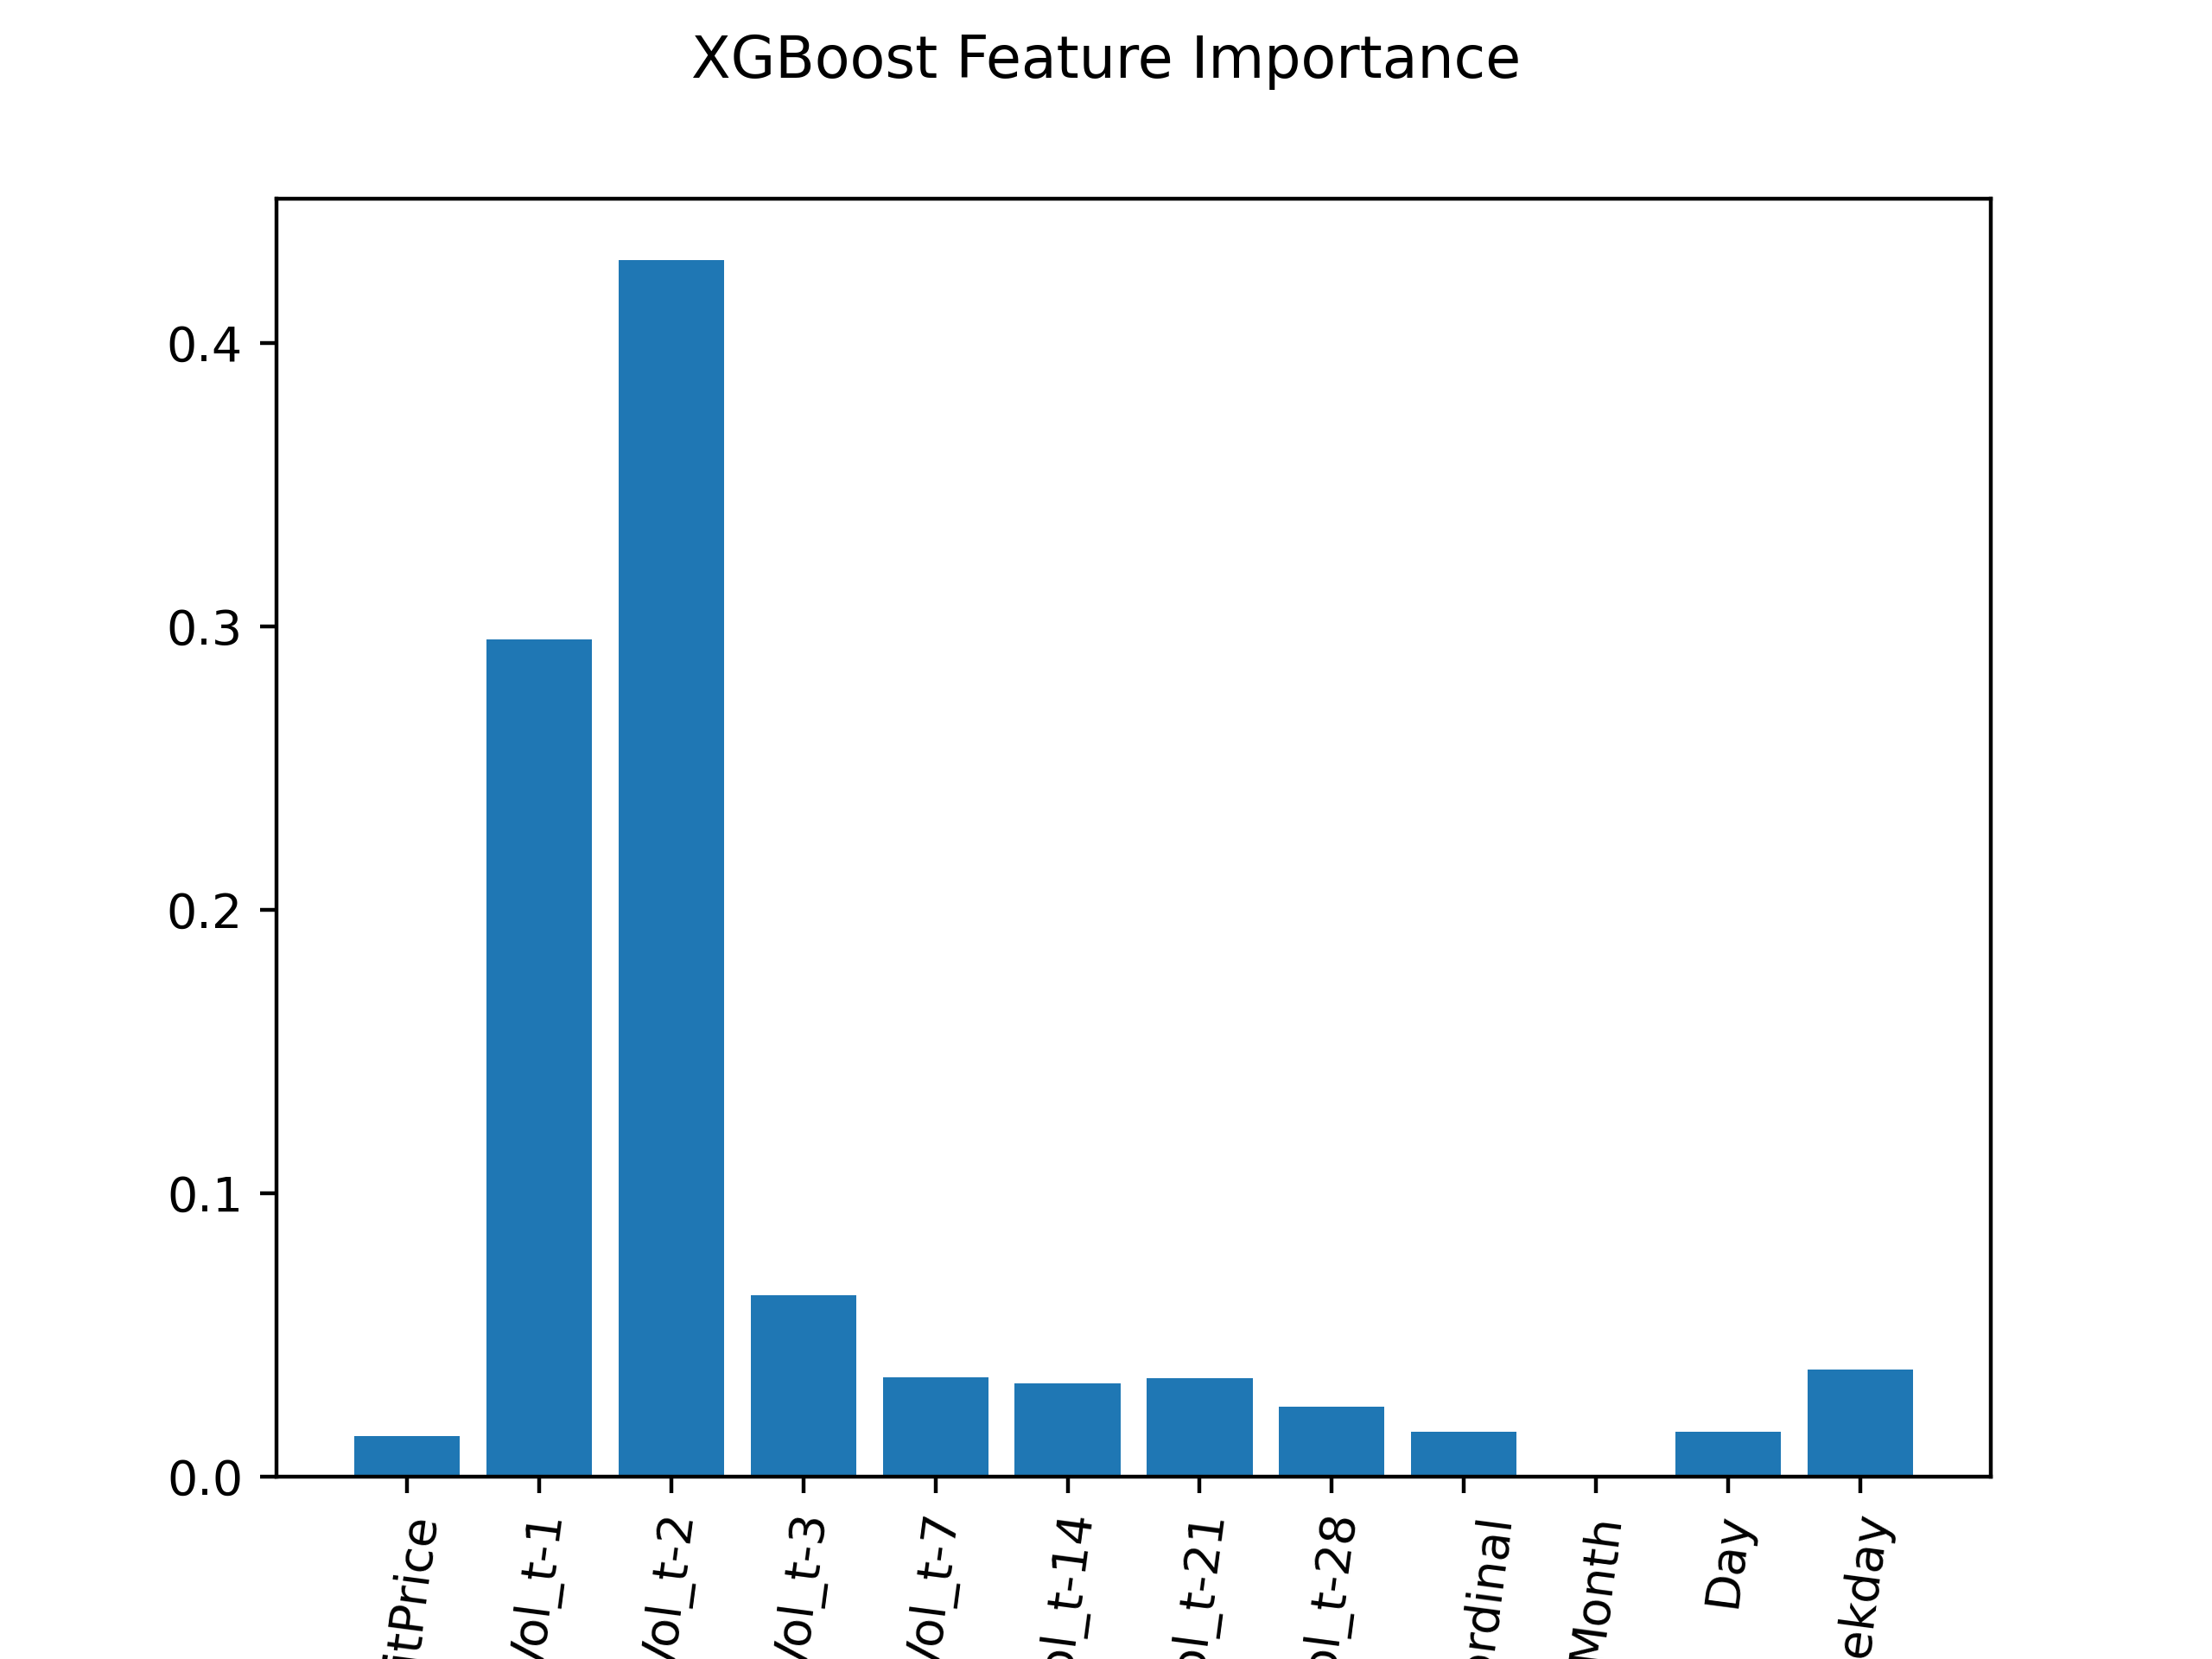 XGBoost Feature Importance
0.4
0.3
0.2
0.1
0.0
itPrice
Vol_t-1
Vol_t-2
Vol_t-3
Vol_t-7
ol_t-14
ol_t-21
ol_t-28
ordinal
Month
Day
ekday